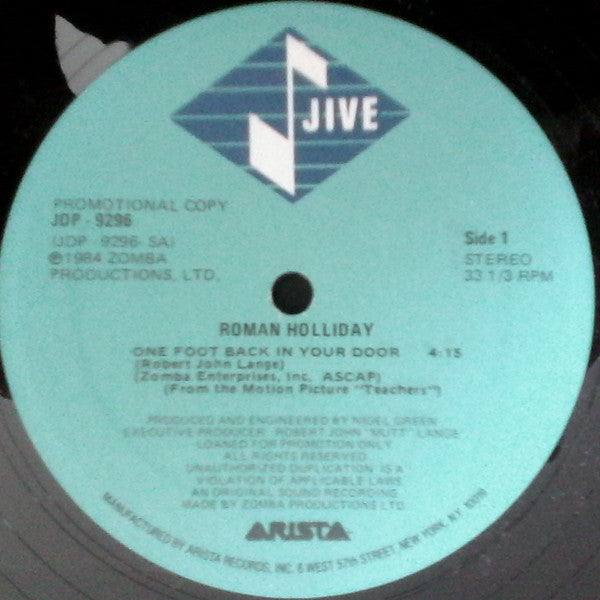 JIVE
PROMOTIONAL COPY
JDP - 9296
(JDP - 9296- SA)
℗1984 ZOMBA
PRODUCTIONS, LTD.
Side 1
STEREO
33 1/3 RPM
ROMAN HOLLIDAY
ONE FOOT BACK IN YOUR DOOR 4:15
(Robert John Lange)
(Zomba Enterprises, Inc. ASCAP)
(From the Motion Picture "Teachers")
PRODUCED AND ENGINEERED BY NIGEL GREEN
EXECUTIVE PRODUCER: ROBERT JOHN "MUTT" LANGE
LOANED FOR PROMOTION ONLY
ALL RIGHTS RESERVED.
UNAUTHORIZED DUPLICATION IS A
VIOLATION OF APPLICABLE LAWS
AN ORIGINAL SOUND RECORDING
MADE BY ZOMBA PRODUCTIONS LTD.
ARISTA
MANUFACTURED BY ARISTA RECORDS, INC. 6 WEST 57th STREET, NEW YORK, N.Y. 10019